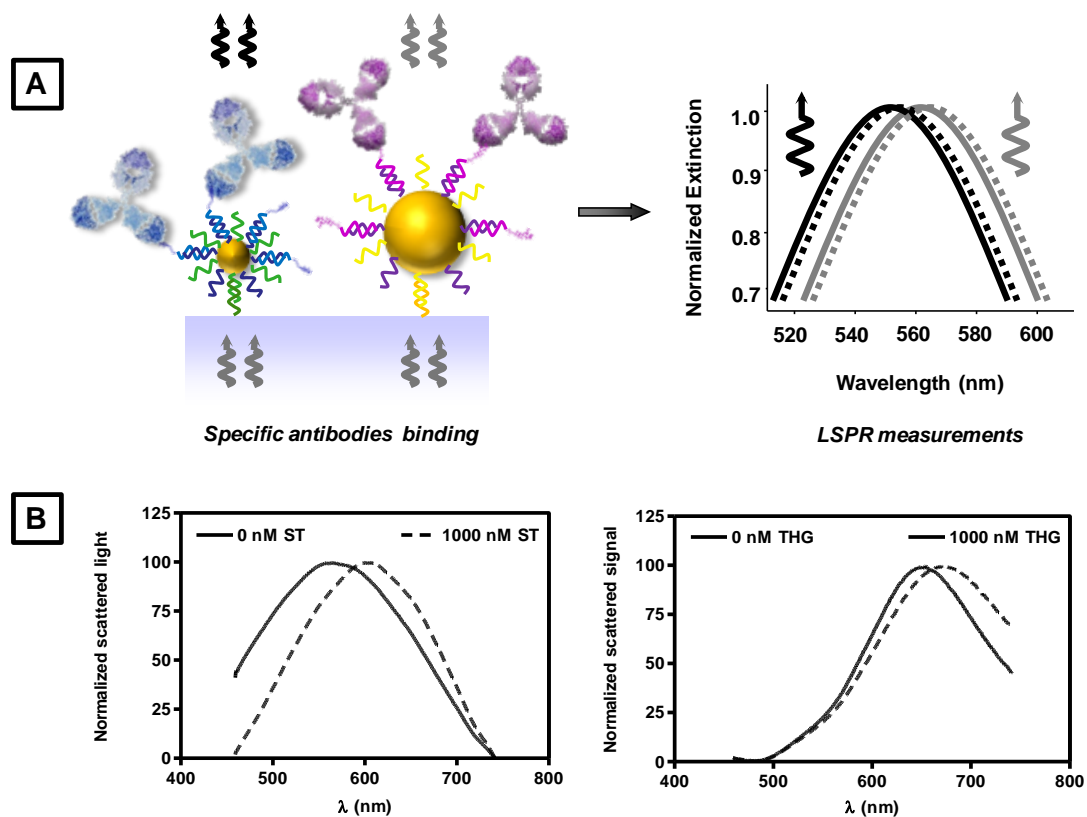 A
Specific antibodies binding
Normalized Extinction
1.0
0.9
0.8
0.7
520 540 560 580 600
Wavelength (nm)
LSPR measurements
B
Normalized scattered light
125
100
75
50
25
0
0 nM ST 1000 nM ST
400 500 600 700 800
λ (nm)
Normalized scattered signal
125
100
75
50
25
0
0 nM THG 1000 nM THG
400 500 600 700 800
λ (nm)